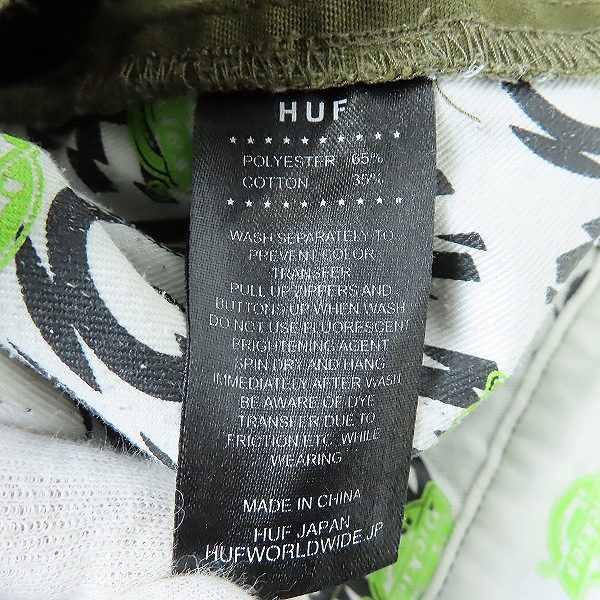 HUF
★★★★★★★★★★
POLYESTER 65%
COTTON 35%
★★★★★★★★★★
WASH SEPARATELY TO
PREVENT COLOR
TRANSFER
PULL UP ZIPPERS AND
BUTTONS UP WHEN WASH
DO NOT USE FLUORESCENT
BRIGHTENING AGENT
SPIN DRY AND HANG
IMMEDIATELY AFTER WASH
BE AWARE OF DYE
TRANSFER DUE TO
FRICTION ETC. WHILE
WEARING
MADE IN CHINA
HUF JAPAN
HUFWORLDWIDE.JP
DICKIES